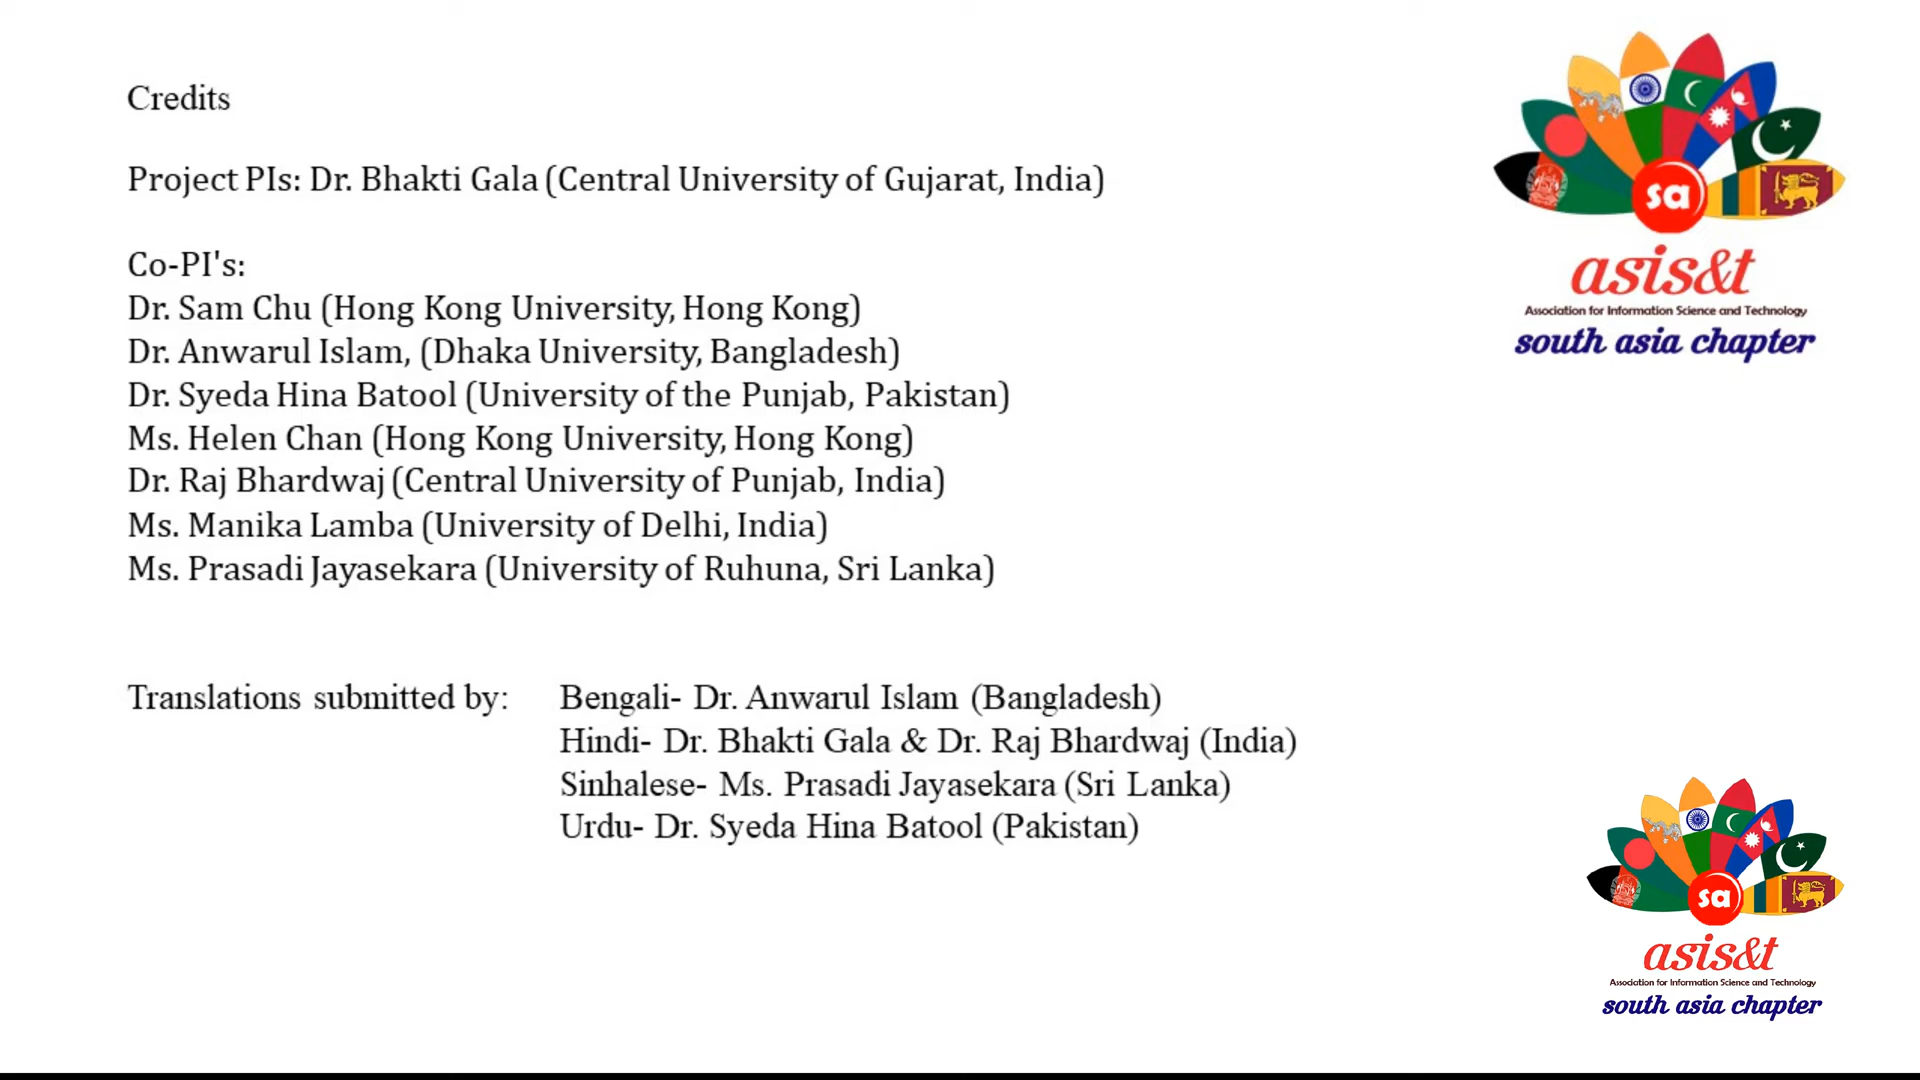 Credits
Project PIs: Dr. Bhakti Gala (Central University of Gujarat, India)
Co-PI's:
Dr. Sam Chu (Hong Kong University, Hong Kong)
Dr. Anwarul Islam, (Dhaka University, Bangladesh)
Dr. Syeda Hina Batool (University of the Punjab, Pakistan)
Ms. Helen Chan (Hong Kong University, Hong Kong)
Dr. Raj Bhardwaj (Central University of Punjab, India)
Ms. Manika Lamba (University of Delhi, India)
Ms. Prasadi Jayasekara (University of Ruhuna, Sri Lanka)
Translations submitted by: Bengali- Dr. Anwarul Islam (Bangladesh)
Hindi- Dr. Bhakti Gala & Dr. Raj Bhardwaj (India)
Sinhalese- Ms. Prasadi Jayasekara (Sri Lanka)
Urdu- Dr. Syeda Hina Batool (Pakistan)
sa
asis&t
Association for Information Science and Technology
south asia chapter
sa
asis&t
Association for Information Science and Technology
south asia chapter